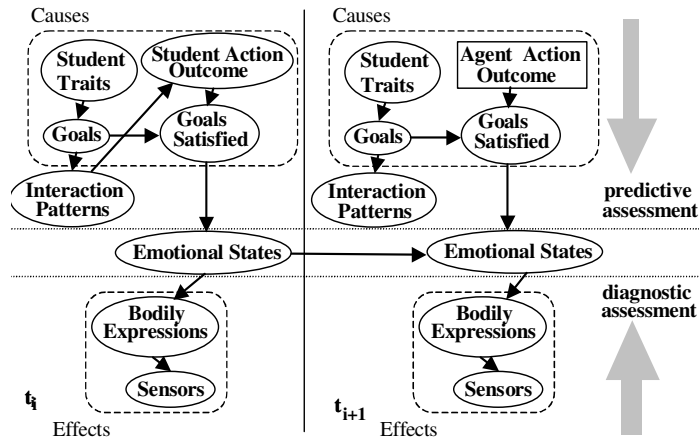 Causes
Student
Traits
Student Action
Outcome
Goals
Goals
Satisfied
Interaction
Patterns
Emotional States
Bodily
Expressions
Sensors
t_i
Effects
Causes
Student
Traits
Agent Action
Outcome
Goals
Goals
Satisfied
Interaction
Patterns
Emotional States
Bodily
Expressions
Sensors
t_{i+1}
Effects
predictive
assessment
diagnostic
assessment